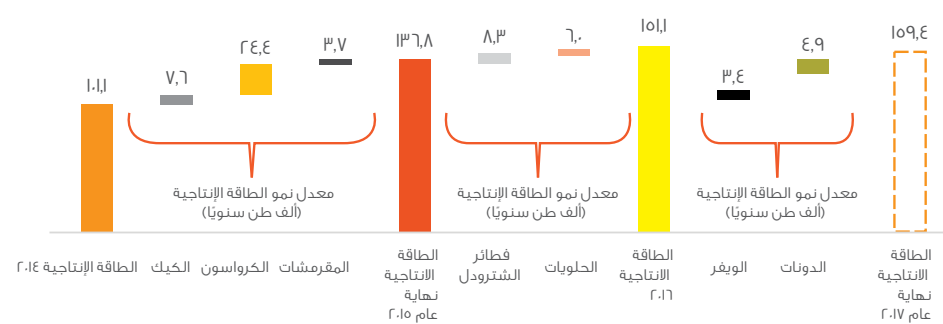 ١٠١,١
٧,٦
٢٤,٤
٣,٧
١٣٦,٨
٨,٣
٦,٠
١٥١,١
٣,٤
٤,٩
١٥٩,٤
معدل نمو الطاقة الإنتاجية
(ألف طن سنويًا)
معدل نمو الطاقة الإنتاجية
(ألف طن سنويًا)
معدل نمو الطاقة الإنتاجية
(ألف طن سنويًا)
الطاقة الإنتاجية ٢٠١٤
الكيك
الكرواسون
المقرمشات
الطاقة
الانتاجية
نهاية
عام ٢٠١٥
فطائر
الشترودل
الحلويات
الطاقة
الانتاجية
٢٠١٦
الويفر
الدونات
الطاقة
الانتاجية
نهاية
عام ٢٠١٧